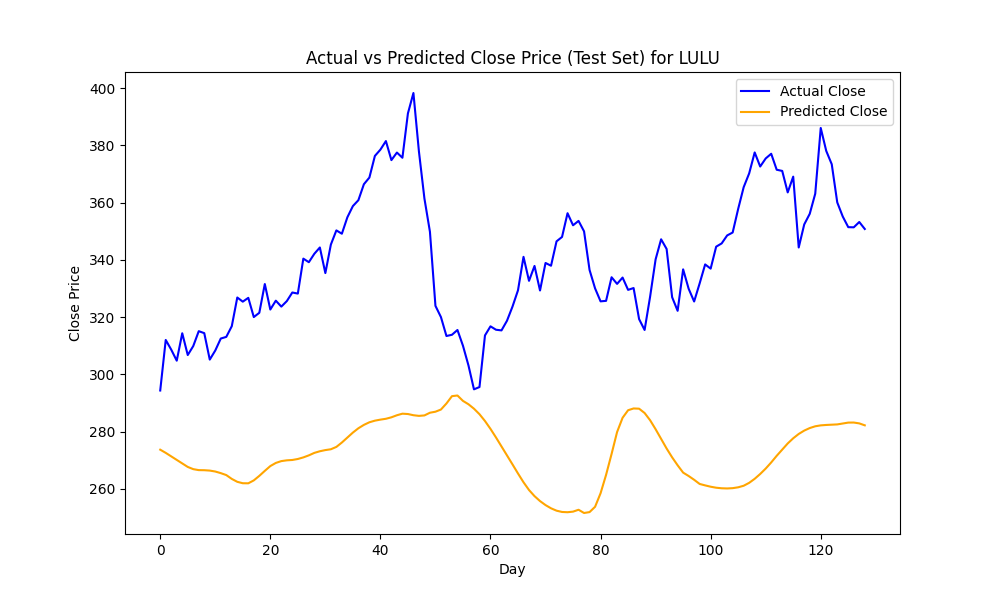 Actual vs Predicted Close Price (Test Set) for LULU
Actual Close
Predicted Close
Close Price
400
380
360
340
320
300
280
260
0 20 40 60 80 100 120
Day